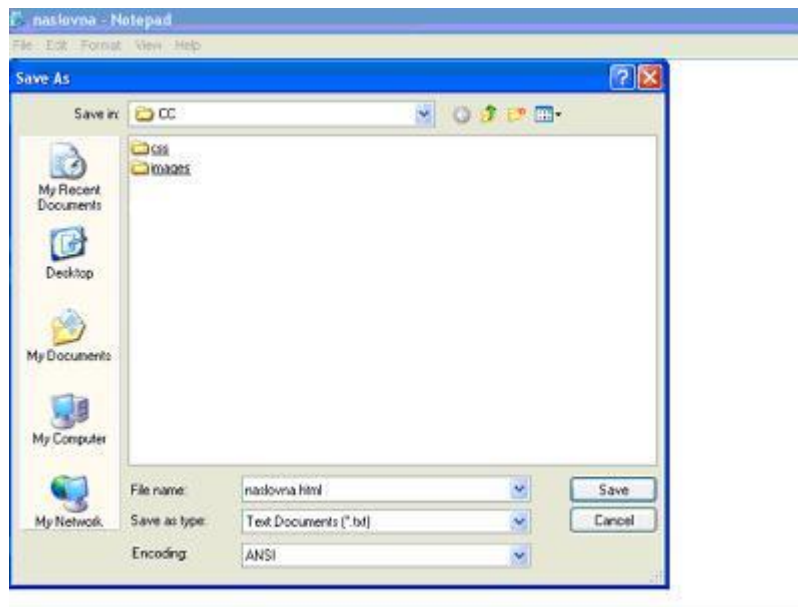 naslovna - Notepad
File Edit Format View Help
Save As
Save in: CC
css
images
My Recent
Documents
Desktop
My Documents
My Computer
My Network
File name: naslovna.html Save
Save as type: Text Documents (*.txt) Cancel
Encoding: ANSI